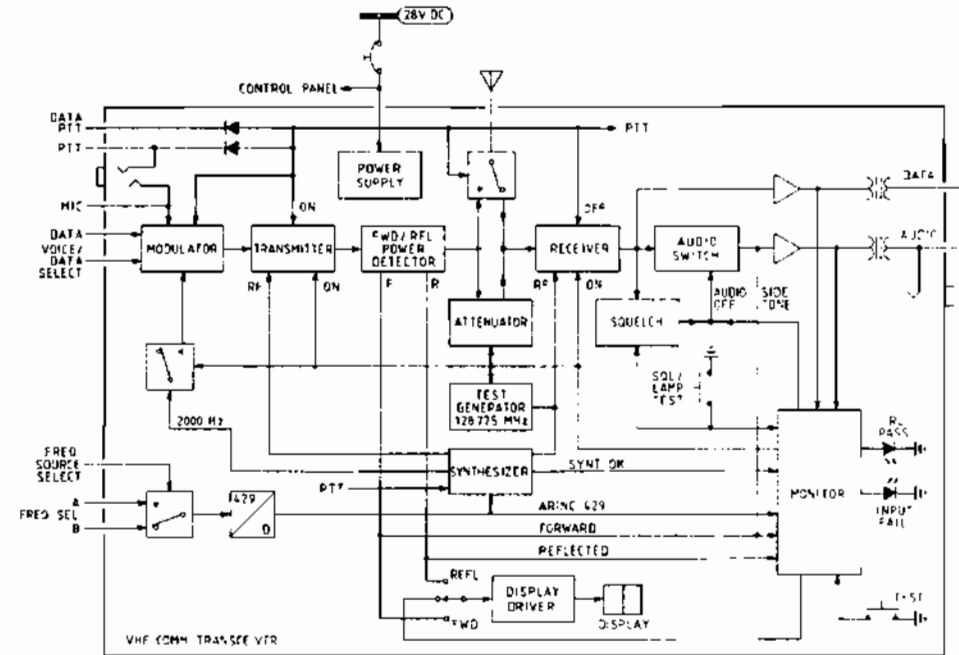 28V DC
CONTROL PANEL
DATA
PTT
PTT
PTT
POWER
SUPPLY
MIC
ON
OFF
DATA
DATA
VOICE/
DATA
SELECT
MODULATOR
TRANSMITTER
FWD/RFL
POWER
DETECTOR
RECEIVER
AUDIO
SWITCH
AUDIO
RF
ON
F
R
RF
ON
AUDIO
OFF
SIDE
TONE
ATTENUATOR
SQUELCH
TEST
GENERATOR
128.725 MHz
SQL/
LAMP
TEST
2000 Hz
FREQ
SOURCE
SELECT
SYNTHESIZER
SYNT OK
PASS
PTT
MONITOR
A
FREQ SEL
B
429
D
ARINC 429
INPUT
FAIL
FORWARD
REFLECTED
REFL
DISPLAY
DRIVER
TEST
FWD
DISPLAY
VHF COMM TRANSCEIVER